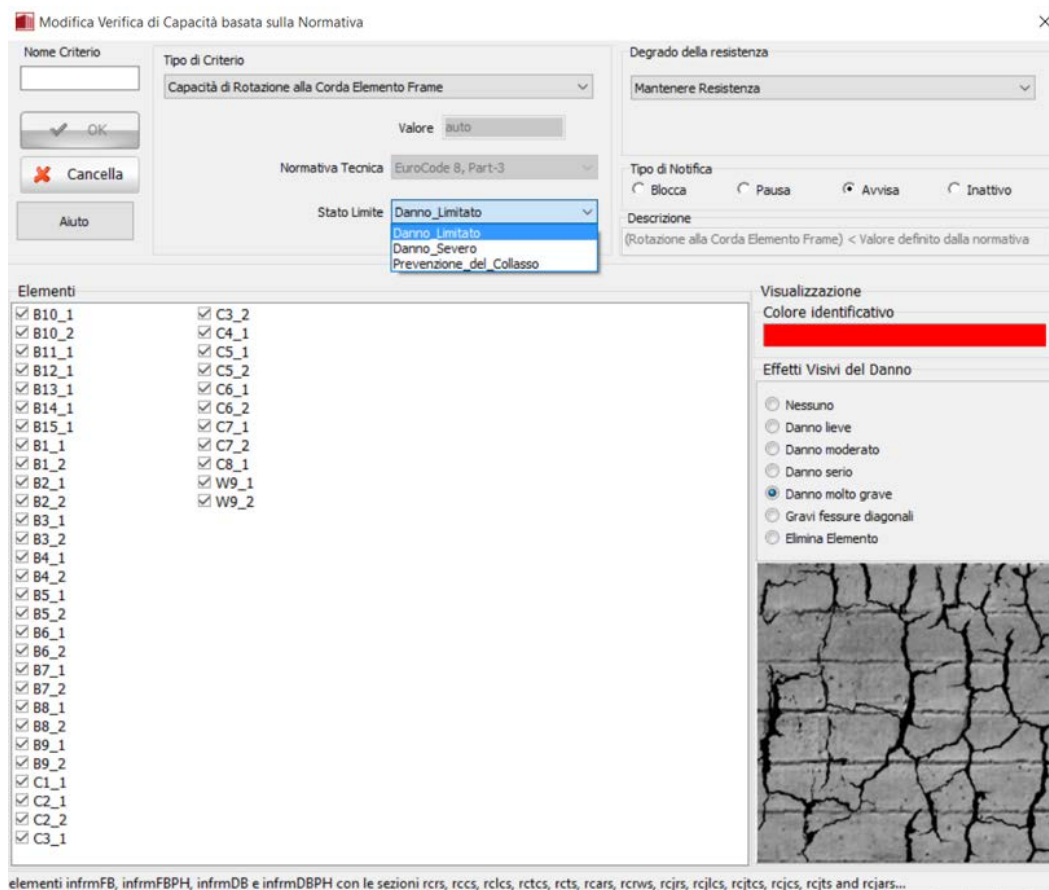 Modifica Verifica di Capacità basata sulla Normativa
Nome Criterio
OK
Cancella
Aiuto
Tipo di Criterio
Capacità di Rotazione alla Corda Elemento Frame
Valore auto
Normativa Tecnica EuroCode 8, Part-3
Stato Limite Danno_Limitato
Danno_Limitato
Danno_Severo
Prevenzione_del_Collasso
Degrado della resistenza
Mantenere Resistenza
Tipo di Notifica
Blocca Pausa Avvisa Inattivo
Descrizione
(Rotazione alla Corda Elemento Frame) < Valore definito dalla normativa
Elementi
B10_1
B10_2
B11_1
B12_1
B13_1
B14_1
B15_1
B1_1
B1_2
B2_1
B2_2
B3_1
B3_2
B4_1
B4_2
B5_1
B5_2
B6_1
B6_2
B7_1
B7_2
B8_1
B8_2
B9_1
B9_2
C1_1
C2_1
C2_2
C3_1
C3_2
C4_1
C5_1
C5_2
C6_1
C6_2
C7_1
C7_2
C8_1
W9_1
W9_2
Visualizzazione
Colore identificativo
Effetti Visivi del Danno
Nessuno
Danno lieve
Danno moderato
Danno serio
Danno molto grave
Gravi fessure diagonali
Elimina Elemento
elementi infrmFB, infrmFBPH, infrmDB e infrmDBPH con le sezioni rcrs, rccs, rclcs, rctcs, rcts, rcars, rcrws, rcjrs, rcjlcs, rcjtcs, rcjcs, rcjts and rcjars...